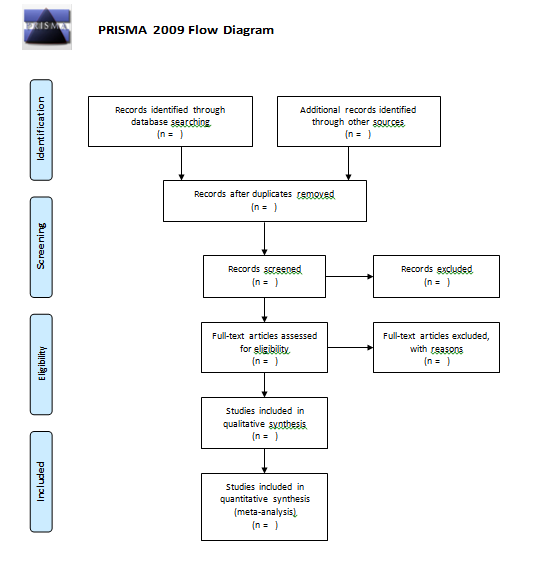 PRISMA
PRISMA 2009 Flow Diagram
Identification
Records identified through
database searching
(n = )
Additional records identified
through other sources
(n = )
Records after duplicates removed
(n = )
Screening
Records screened
(n = )
Records excluded
(n = )
Eligibility
Full-text articles assessed
for eligibility
(n = )
Full-text articles excluded,
with reasons
(n = )
Studies included in
qualitative synthesis
(n = )
Included
Studies included in
quantitative synthesis
(meta-analysis)
(n = )